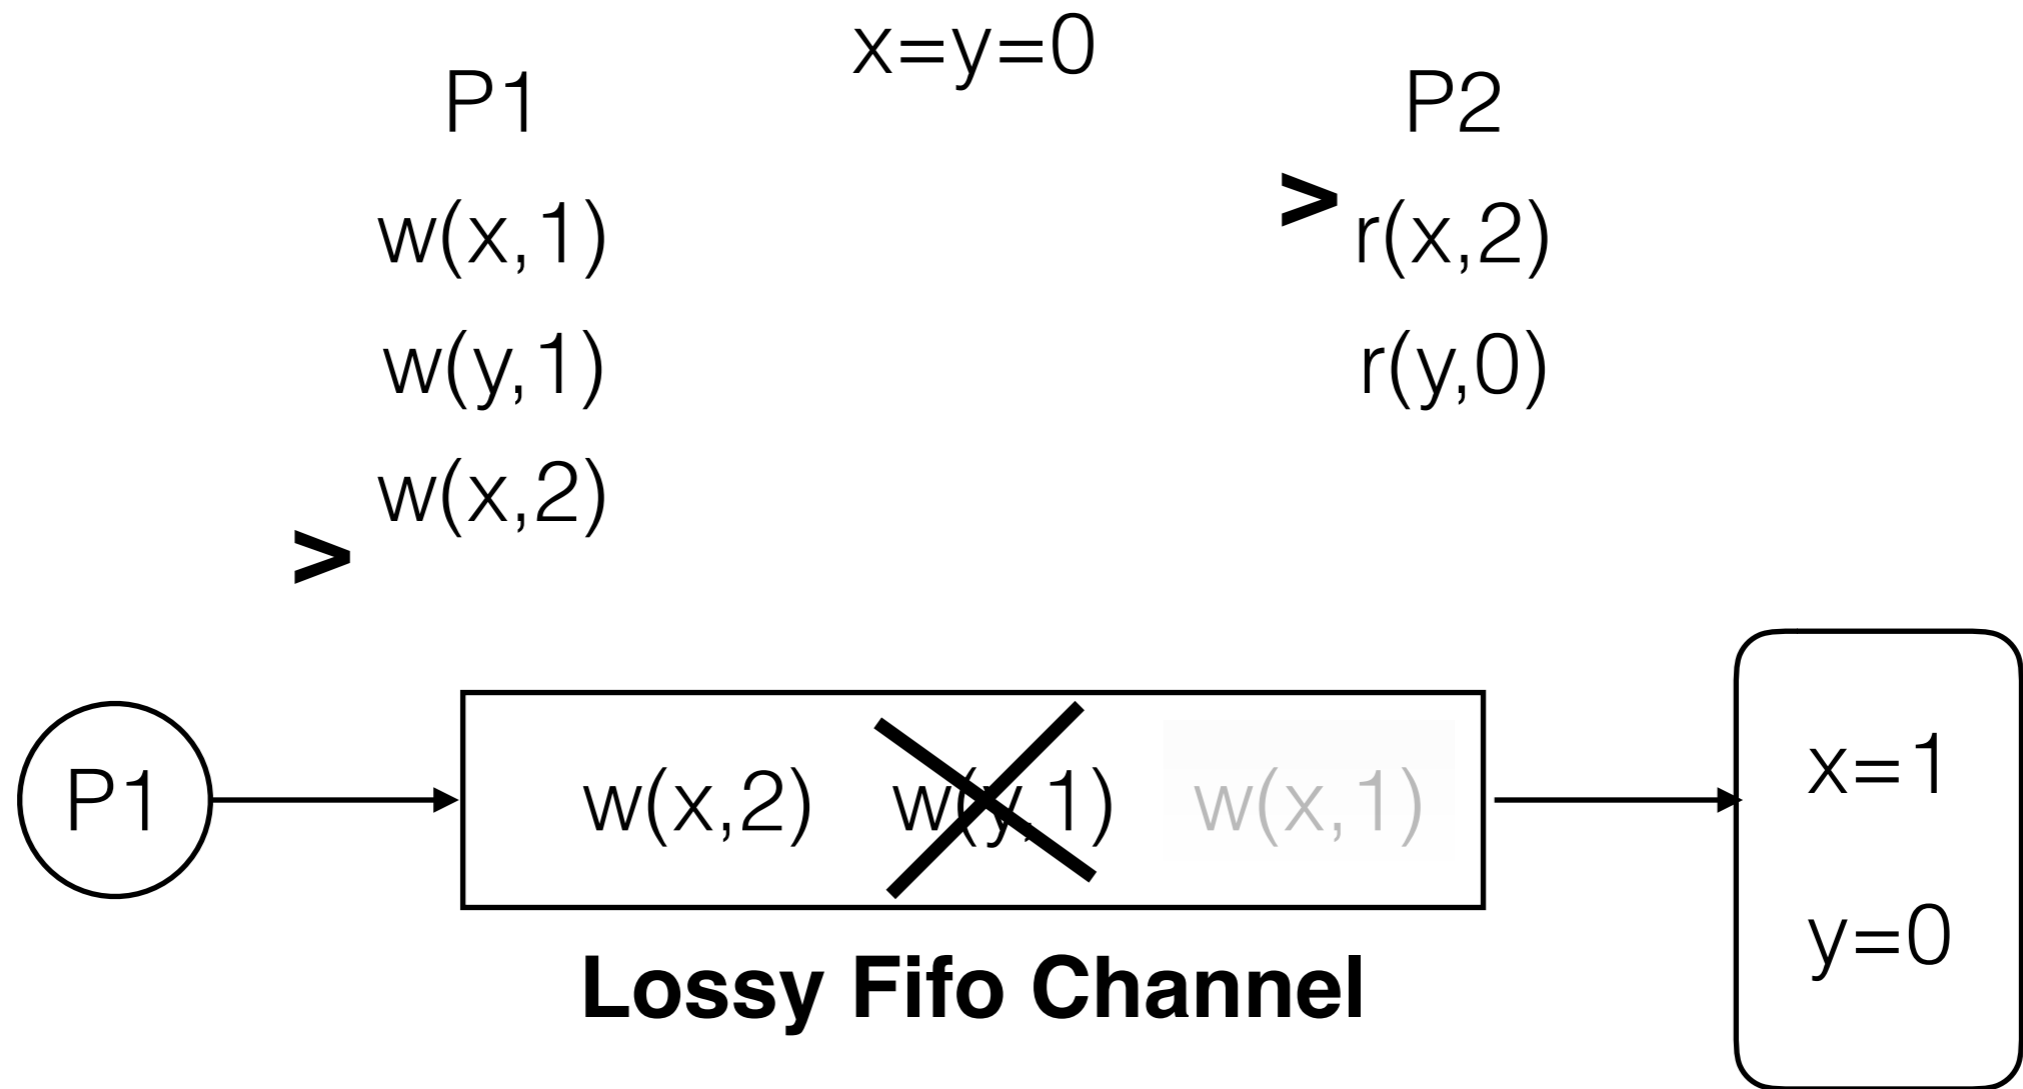 x=y=0
P1 P2
w(x,1) > r(x,2)
w(y,1) r(y,0)
w(x,2)
>
P1 w(x,2) w(y,1) w(x,1) x=1
y=0
Lossy Fifo Channel